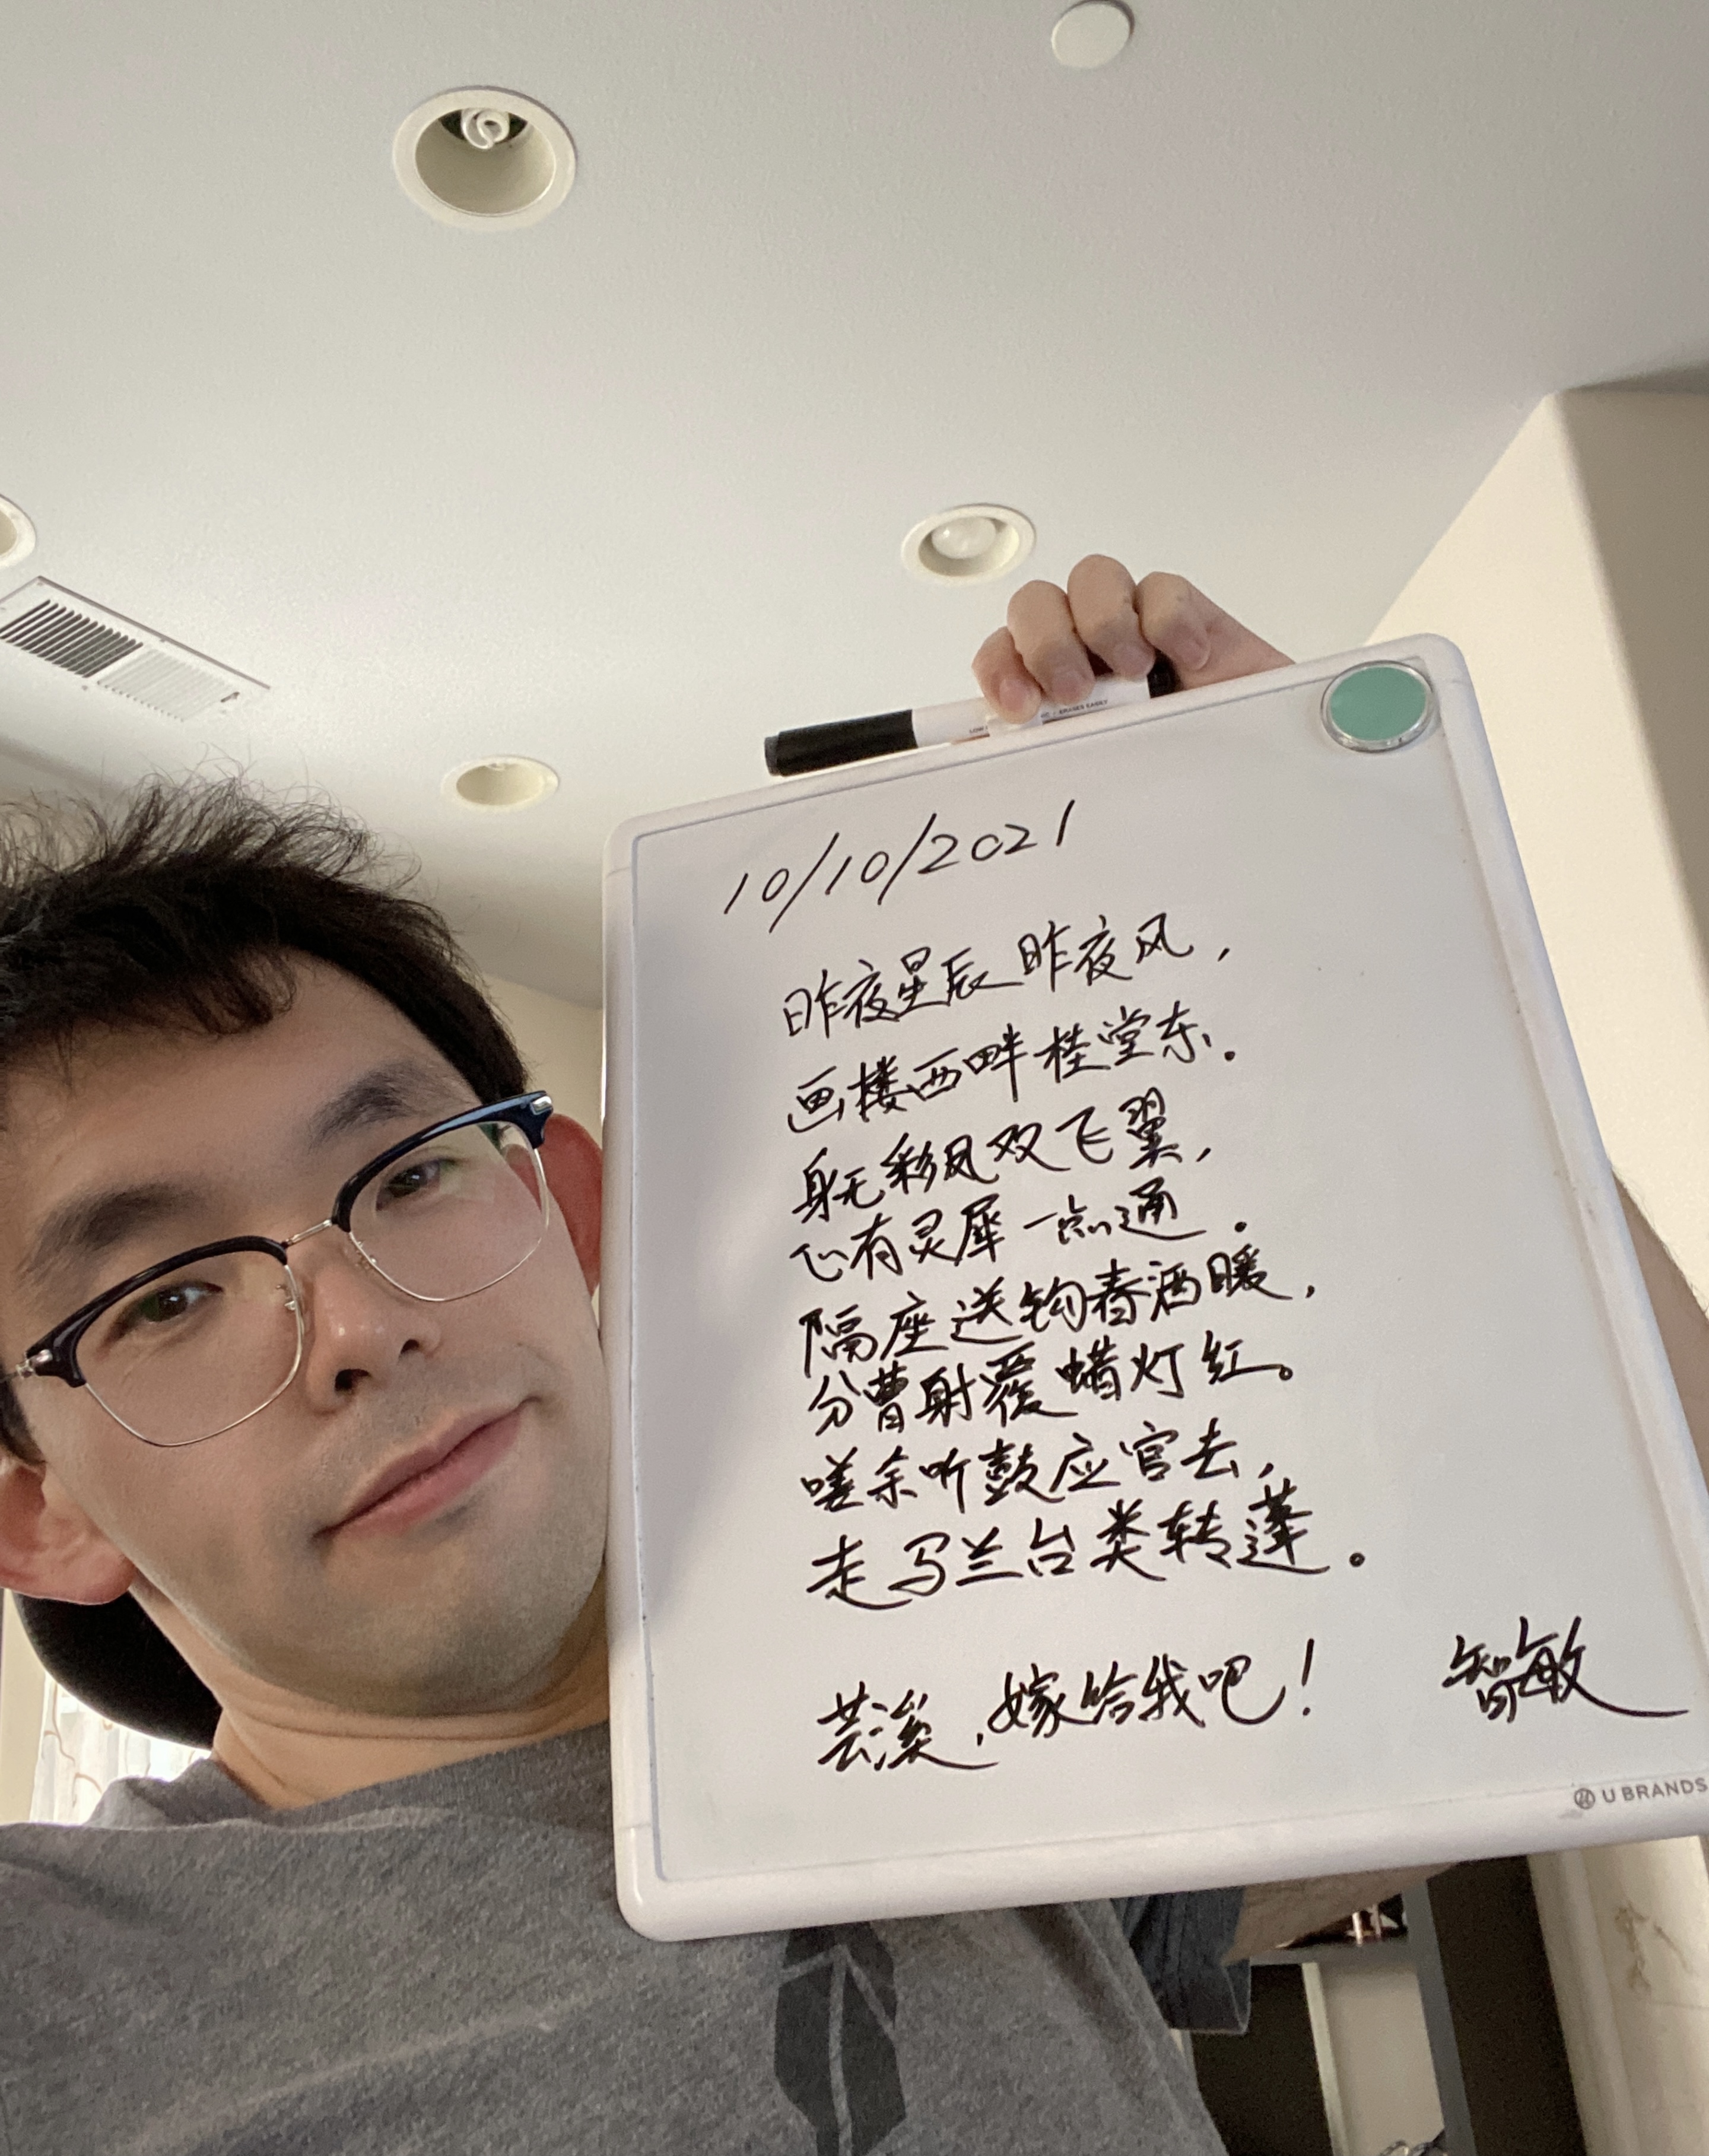 10/10/2021
昨夜星辰昨夜风，
画楼西畔桂堂东。
身无彩凤双飞翼，
心有灵犀一点通。
隔座送钩春酒暖，
分曹射覆蜡灯红。
嗟余听鼓应官去，
走马兰台类转蓬。
芸溪，嫁给我吧！
智敏
U BRANDS